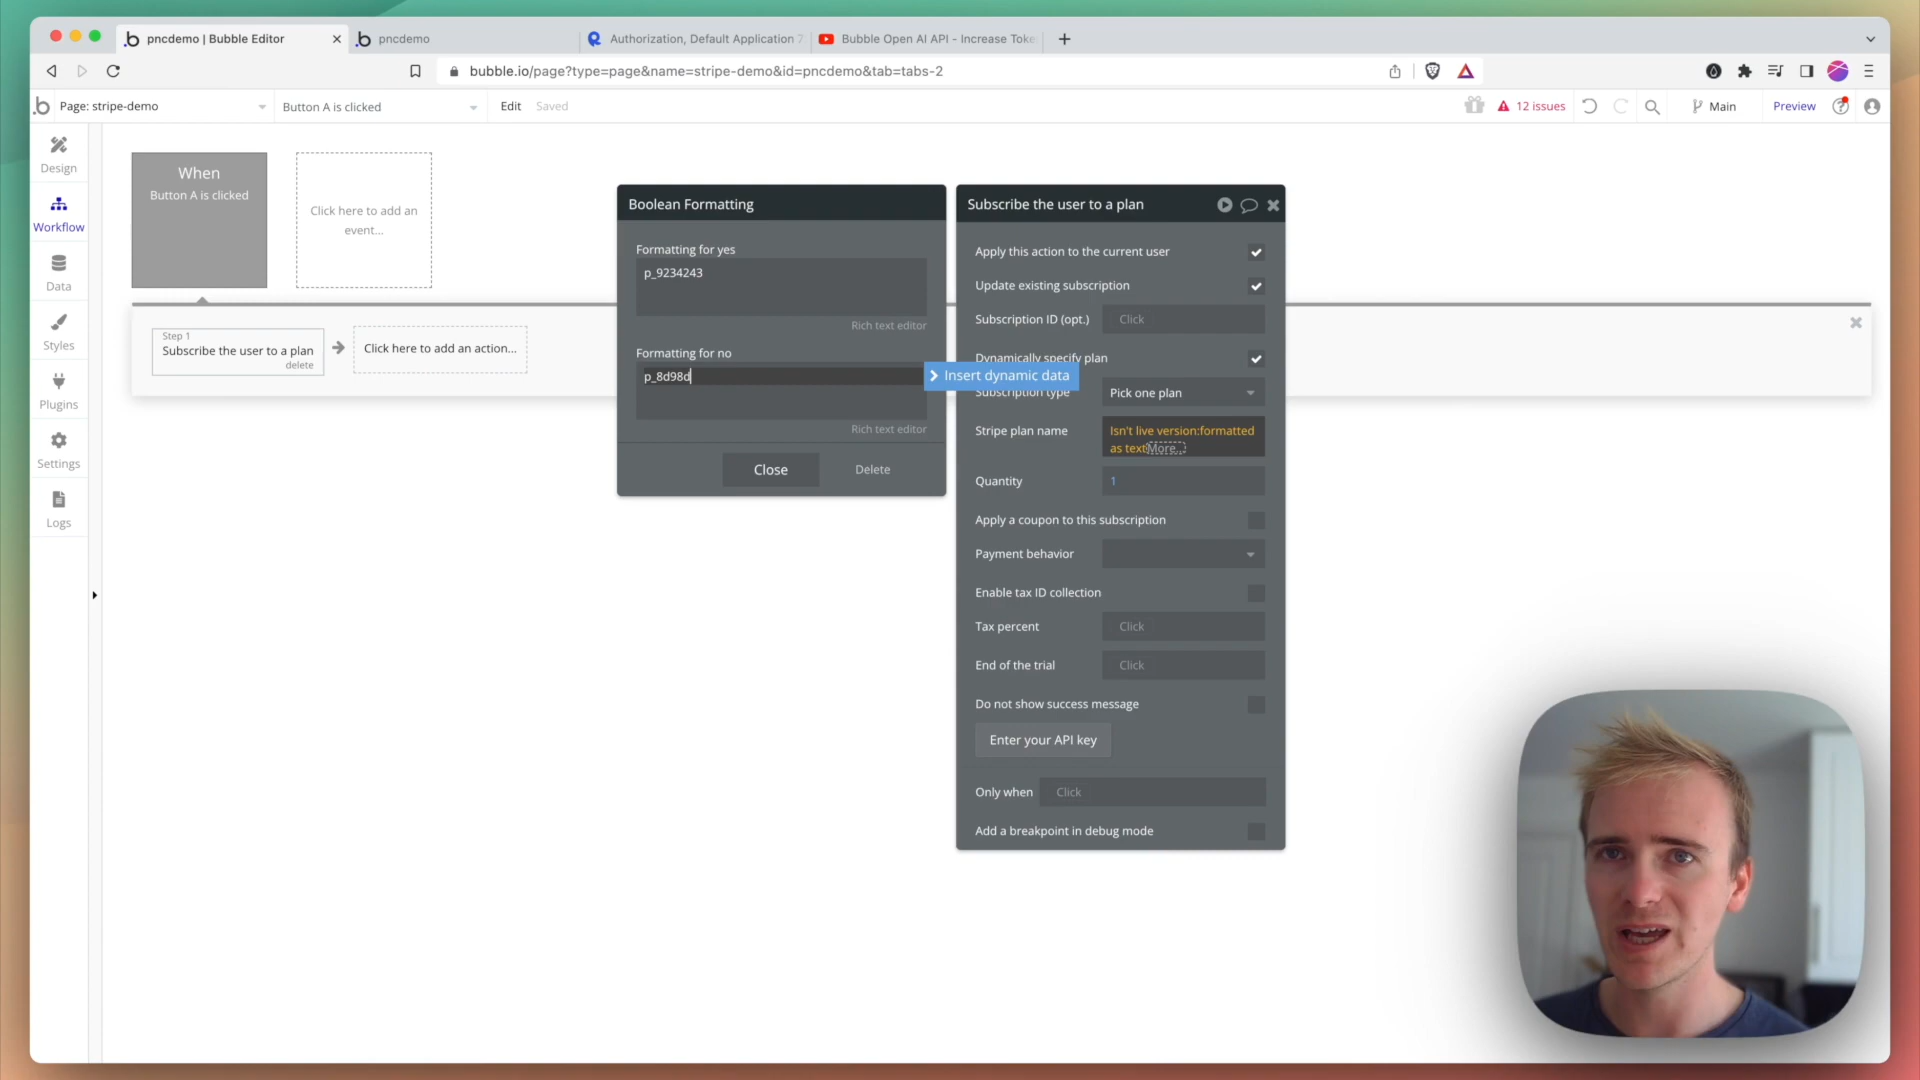 pncdemo | Bubble Editor
pncdemo
Authorization, Default Application 7
Bubble Open AI API - Increase Toke
bubble.io/page?type=page&name=stripe-demo&id=pncdemo&tab=tabs-2
Page: stripe-demo
Button A is clicked
Edit
Saved
12 issues
Main
Preview
Design
Workflow
Data
Styles
Plugins
Settings
Logs
When
Button A is clicked
Click here to add an
event...
Step 1
Subscribe the user to a plan
delete
Click here to add an action...
Boolean Formatting
Formatting for yes
p_9234243
Rich text editor
Formatting for no
p_8d98d
Insert dynamic data
Rich text editor
Close
Delete
Subscribe the user to a plan
Apply this action to the current user
Update existing subscription
Subscription ID (opt.)
Click
Dynamically specify plan
Subscription type
Pick one plan
Stripe plan name
Isn't live version:formatted
as text More...
Quantity
1
Apply a coupon to this subscription
Payment behavior
Enable tax ID collection
Tax percent
Click
End of the trial
Click
Do not show success message
Enter your API key
Only when
Click
Add a breakpoint in debug mode